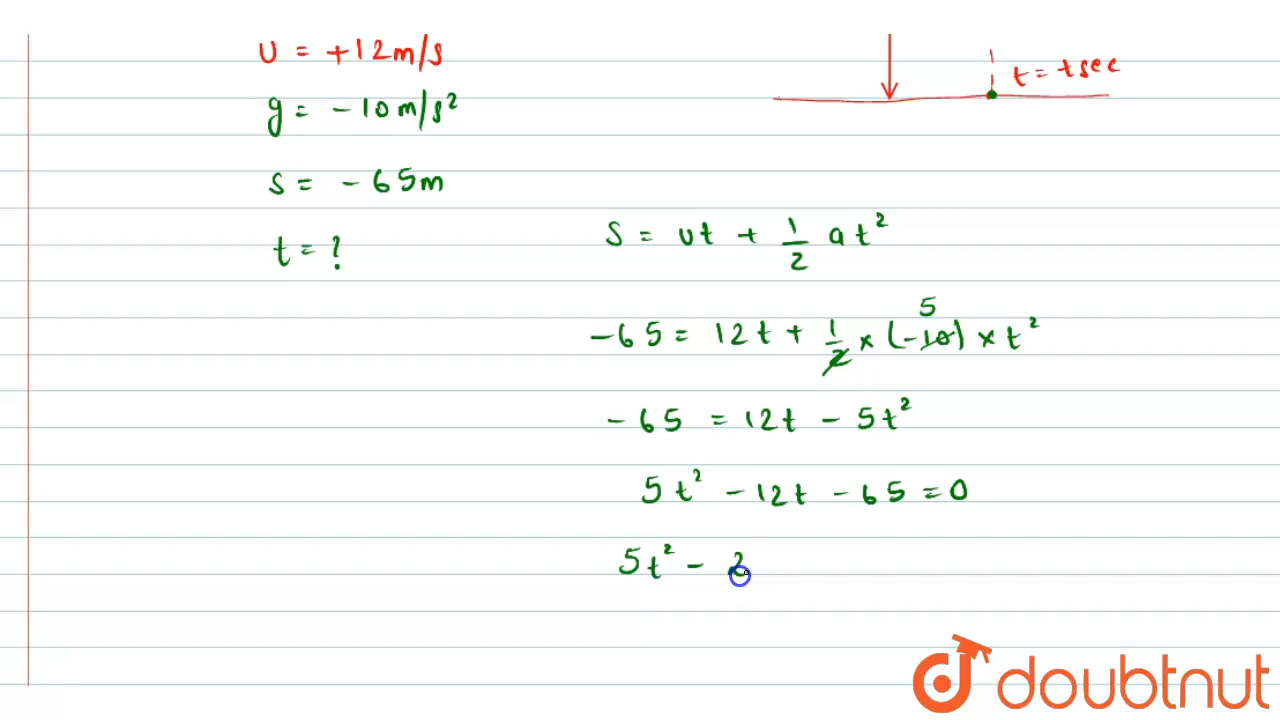 u = +12m/s
t = t sec
g = -10m/s²
s = -65m
t = ?
S = ut + 1/2 at²
5
-65 = 12t + 1/2 × (-10) × t²
-65 = 12t - 5t²
5t² - 12t - 65 = 0
5t² - 2
doubtnut